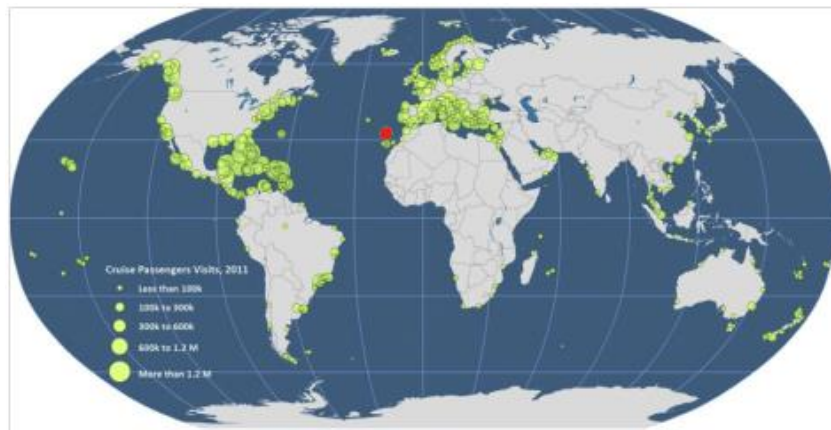 Cruise Passengers Visits, 2011
Less than 100k
100k to 300k
300k to 600k
600k to 1.2 M
More than 1.2 M